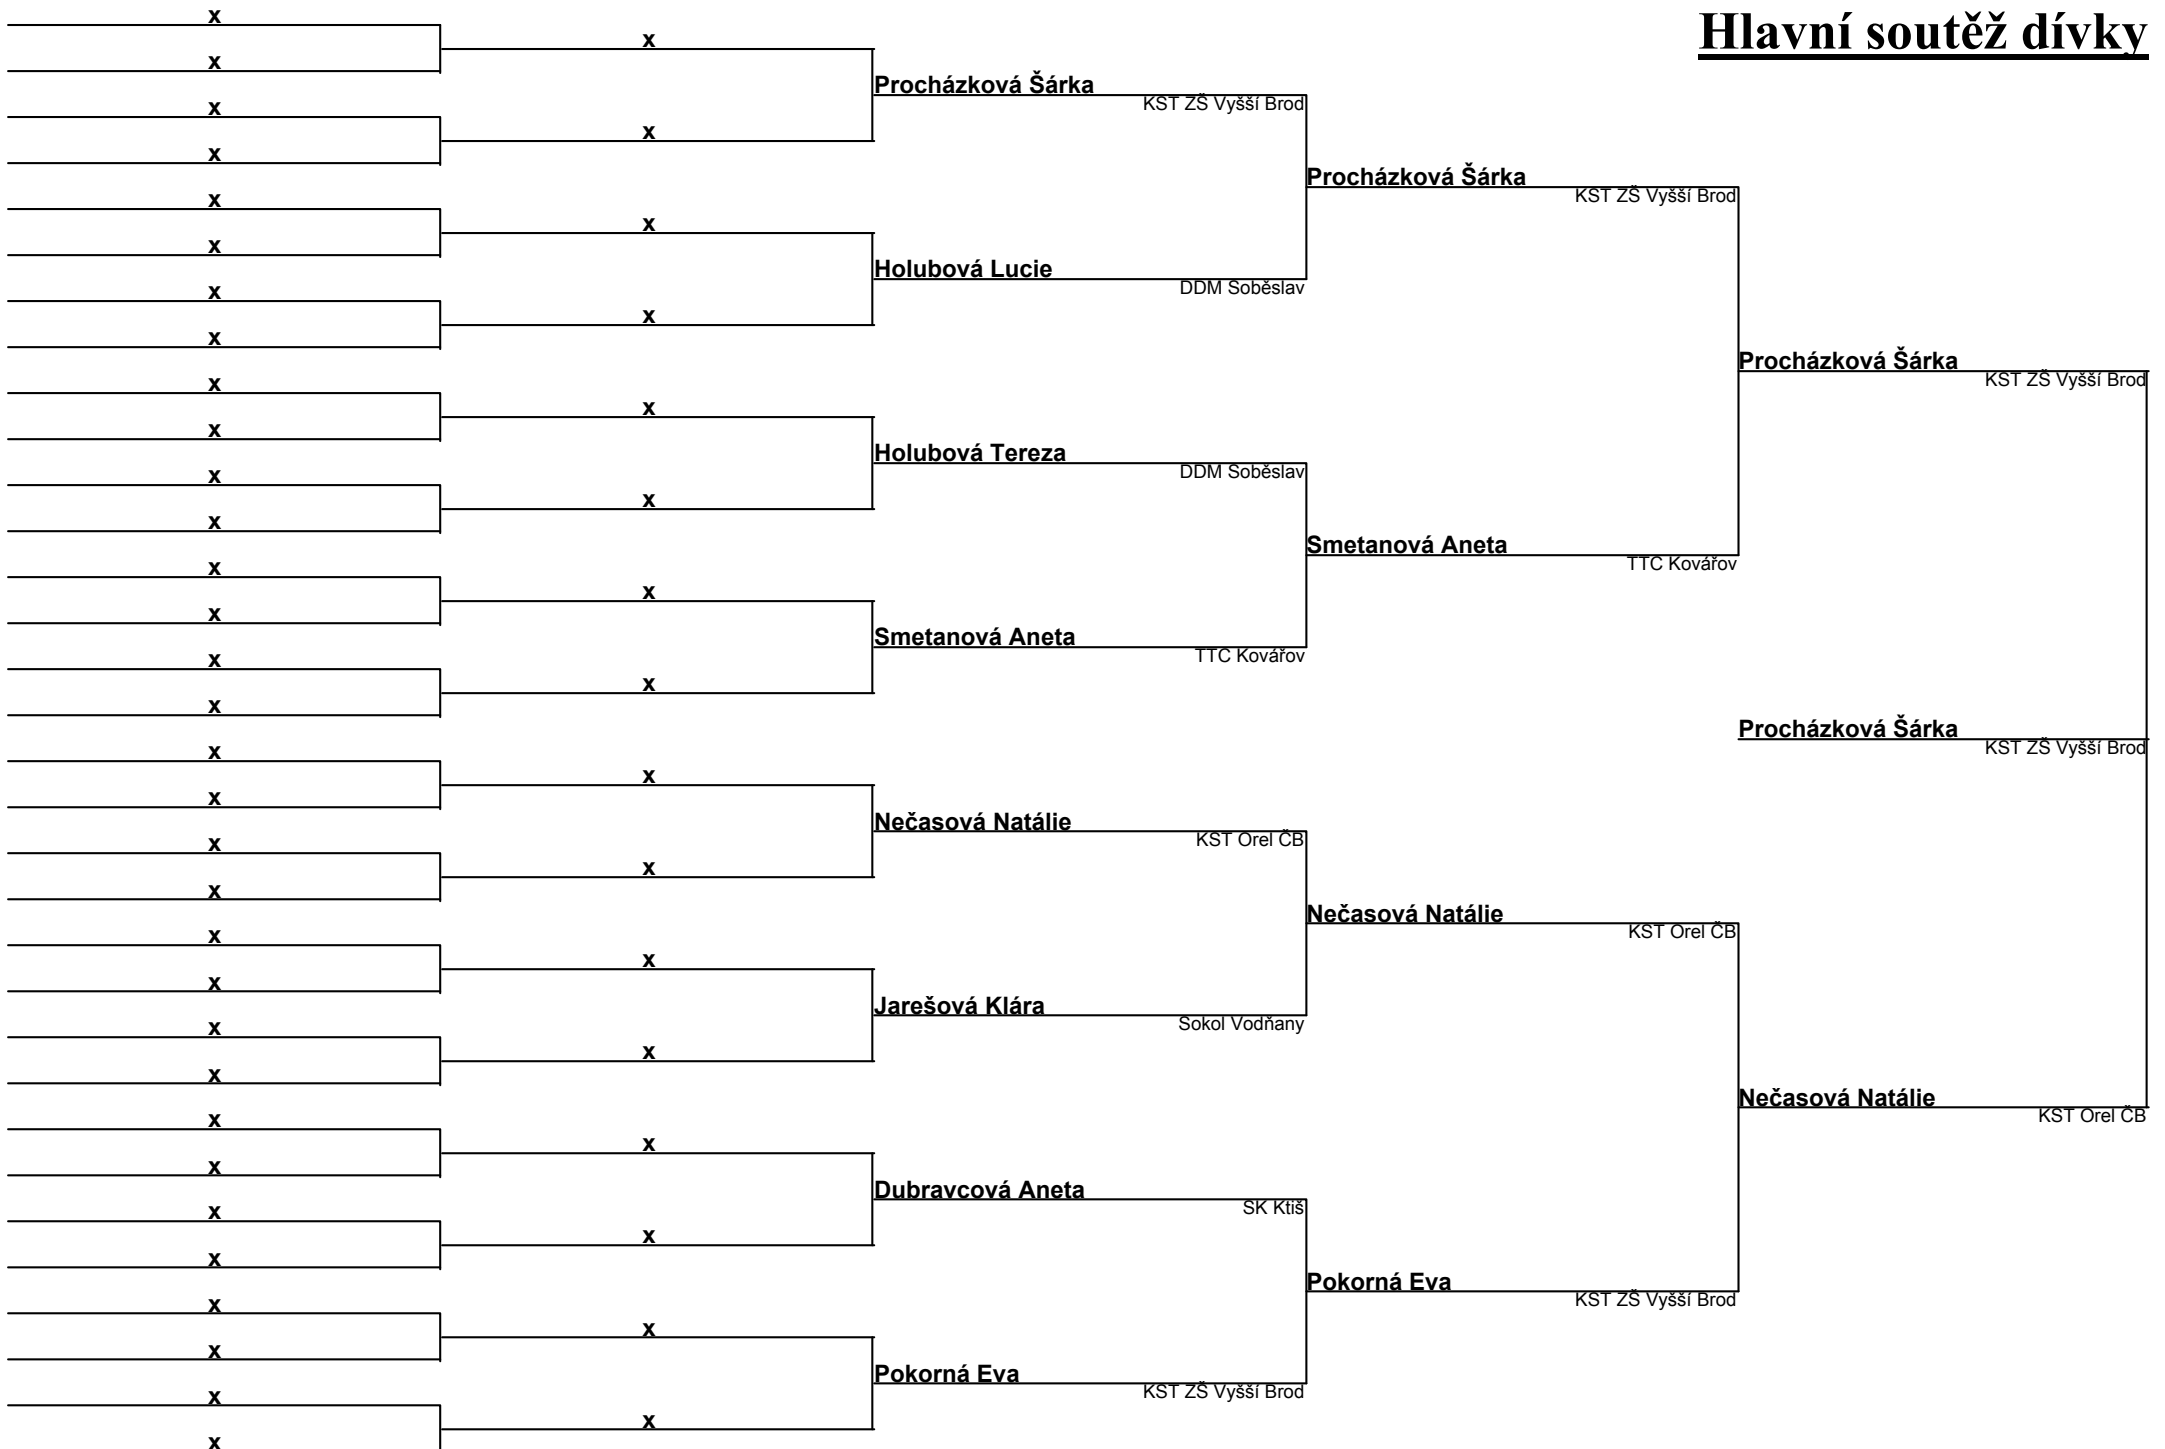 Hlavní soutěž dívky
x
x
x
Procházková Šárka KST ZŠ Vyšší Brod
x
x
x
Procházková Šárka KST ZŠ Vyšší Brod
x
x
x
Holubová Lucie DDM Soběslav
x
x
x
Procházková Šárka KST ZŠ Vyšší Brod
x
x
x
Holubová Tereza DDM Soběslav
x
x
x
Smetanová Aneta TTC Kovářov
x
x
x
Smetanová Aneta TTC Kovářov
x
x
x
Procházková Šárka KST ZŠ Vyšší Brod
x
x
x
Nečasová Natálie KST Orel ČB
x
x
x
Nečasová Natálie KST Orel ČB
x
x
x
Jarešová Klára Sokol Vodňany
x
x
x
Nečasová Natálie KST Orel ČB
x
x
x
Dubravcová Aneta SK Ktiš
x
x
x
Pokorná Eva KST ZŠ Vyšší Brod
x
x
x
Pokorná Eva KST ZŠ Vyšší Brod
x
x
x